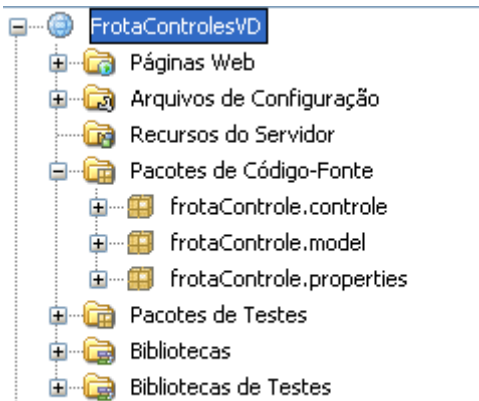 FrotaControlesVD
Páginas Web
Arquivos de Configuração
Recursos do Servidor
Pacotes de Código-Fonte
frotaControle.controle
frotaControle.model
frotaControle.properties
Pacotes de Testes
Bibliotecas
Bibliotecas de Testes